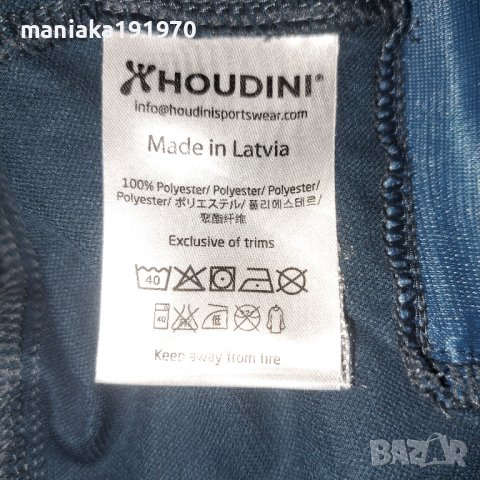 maniaka191970
HOUDINI®
info@houdinisportswear.com
Made in Latvia
100% Polyester/ Polyester/ Polyester/
Polyester/ ポリエステル/ 폴리에스테르/
聚酯纤维
Exclusive of trims
40
40 低
Keep away from fire
BAZAR